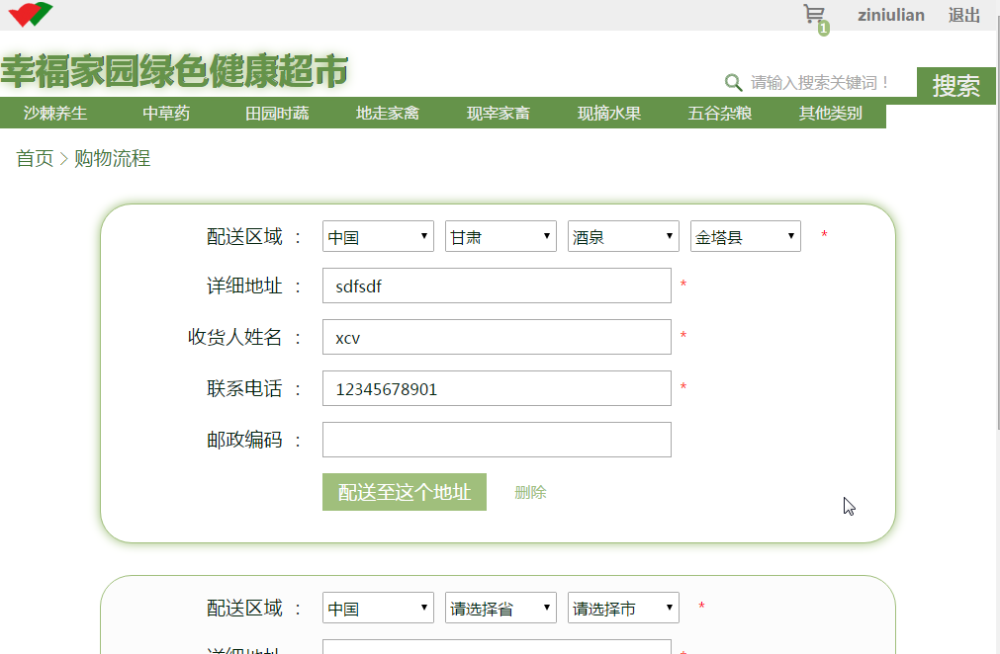 1 ziniulian 退出
幸福家园绿色健康超市
请输入搜索关键词！ 搜索
沙棘养生 中草药 田园时蔬 地走家禽 现宰家畜 现摘水果 五谷杂粮 其他类别
首页 > 购物流程
配送区域 ： 中国 甘肃 酒泉 金塔县 *
详细地址 ： sdfsdf *
收货人姓名 ： xcv *
联系电话 ： 12345678901 *
邮政编码 ：
配送至这个地址 删除
配送区域 ： 中国 请选择省 请选择市 *
详细地址 ： *